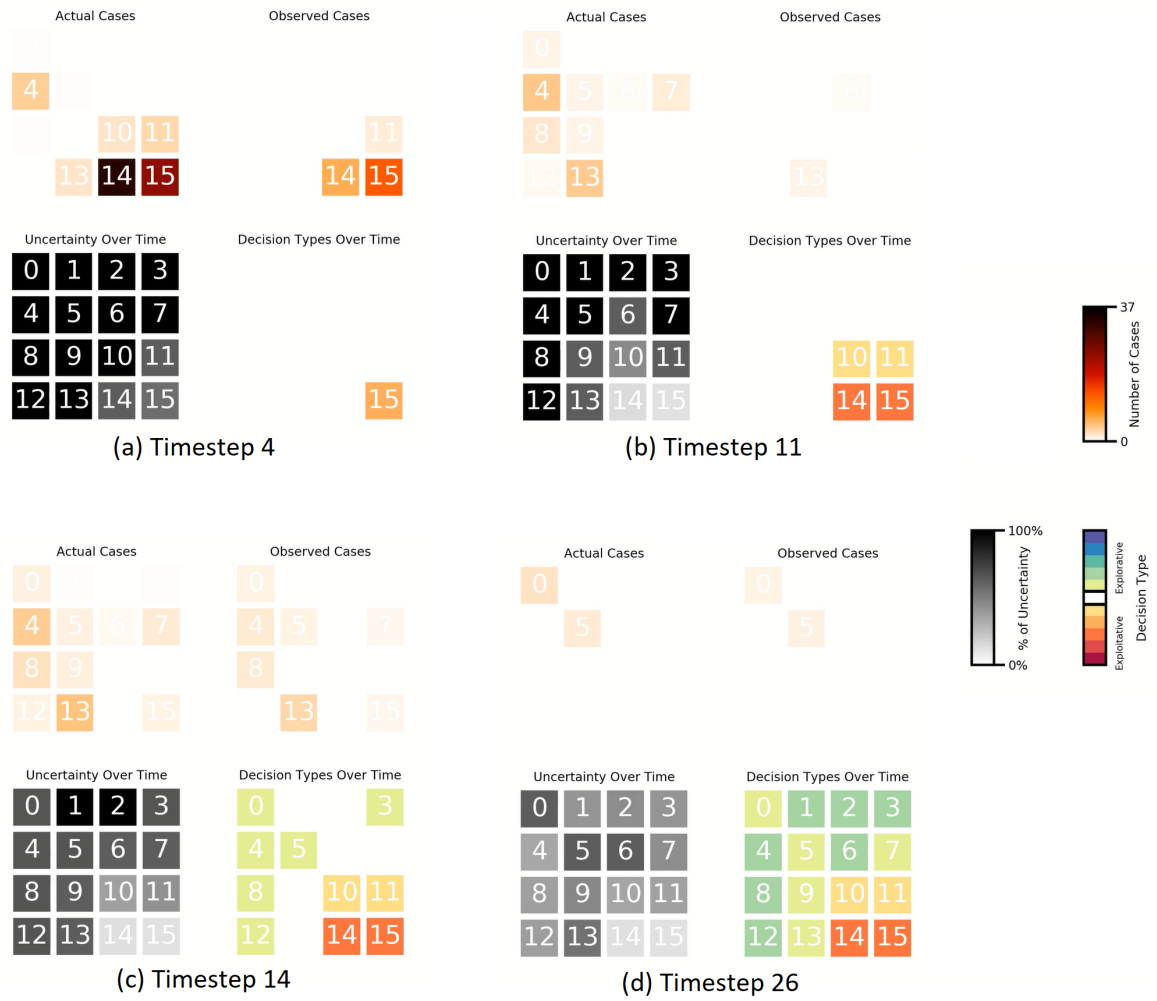 Actual Cases
4
10 11
13 14 15
Observed Cases
11
14 15
Uncertainty Over Time
0 1 2 3
4 5 6 7
8 9 10 11
12 13 14 15
Decision Types Over Time
15
(a) Timestep 4
Actual Cases
0
4 5 6 7
8 9
12 13
Observed Cases
13
Uncertainty Over Time
0 1 2 3
4 5 6 7
8 9 10 11
12 13 14 15
Decision Types Over Time
10 11
14 15
(b) Timestep 11
37
0
Number of Cases
Actual Cases
0
4 5 6 7
8 9
12 13 15
Observed Cases
0
4 5 7
8
13 15
Uncertainty Over Time
0 1 2 3
4 5 6 7
8 9 10 11
12 13 14 15
Decision Types Over Time
0 3
4 5
8 10 11
12 14 15
(c) Timestep 14
Actual Cases
0
5
Observed Cases
0
5
Uncertainty Over Time
0 1 2 3
4 5 6 7
8 9 10 11
12 13 14 15
Decision Types Over Time
0 1 2 3
4 5 6 7
8 9 10 11
12 13 14 15
(d) Timestep 26
100%
0%
% of Uncertainty
Explorative
Exploitative
Decision Type